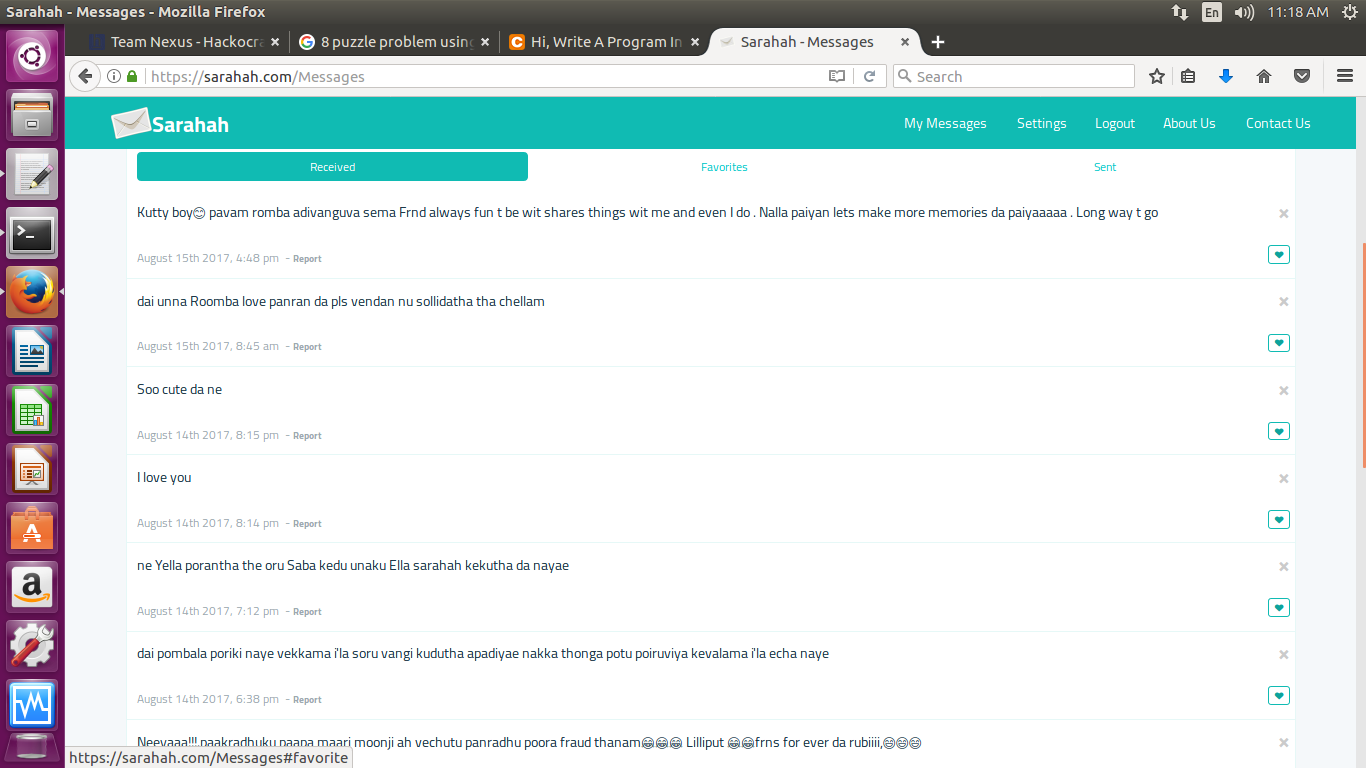 Sarahah - Messages - Mozilla Firefox
En
11:18 AM
Team Nexus - Hackocra
8 puzzle problem using
Hi, Write A Program In
Sarahah - Messages
https://sarahah.com/Messages
Search
Sarahah
My Messages
Settings
Logout
About Us
Contact Us
Received
Favorites
Sent
Kutty boy😊 pavam romba adivanguva sema Frnd always fun t be wit shares things wit me and even I do . Nalla paiyan lets make more memories da paiyaaaaa . Long way t go
August 15th 2017, 4:48 pm - Report
dai unna Roomba love panran da pls vendan nu sollidatha tha chellam
August 15th 2017, 8:45 am - Report
Soo cute da ne
August 14th 2017, 8:15 pm - Report
I love you
August 14th 2017, 8:14 pm - Report
ne Yella porantha the oru Saba kedu unaku Ella sarahah kekutha da nayae
August 14th 2017, 7:12 pm - Report
dai pombala poriki naye vekkama i'la soru vangi kudutha apadiyae nakka thonga potu poiruviya kevalama i'la echa naye
August 14th 2017, 6:38 pm - Report
Neevaaa!!! paakradhuku paapa maari moonji ah vechutu panradhu poora fraud thanam😂😂😂 Lilliput 😂😂frns for ever da rubiiii,😄😄😄
https://sarahah.com/Messages#favorite